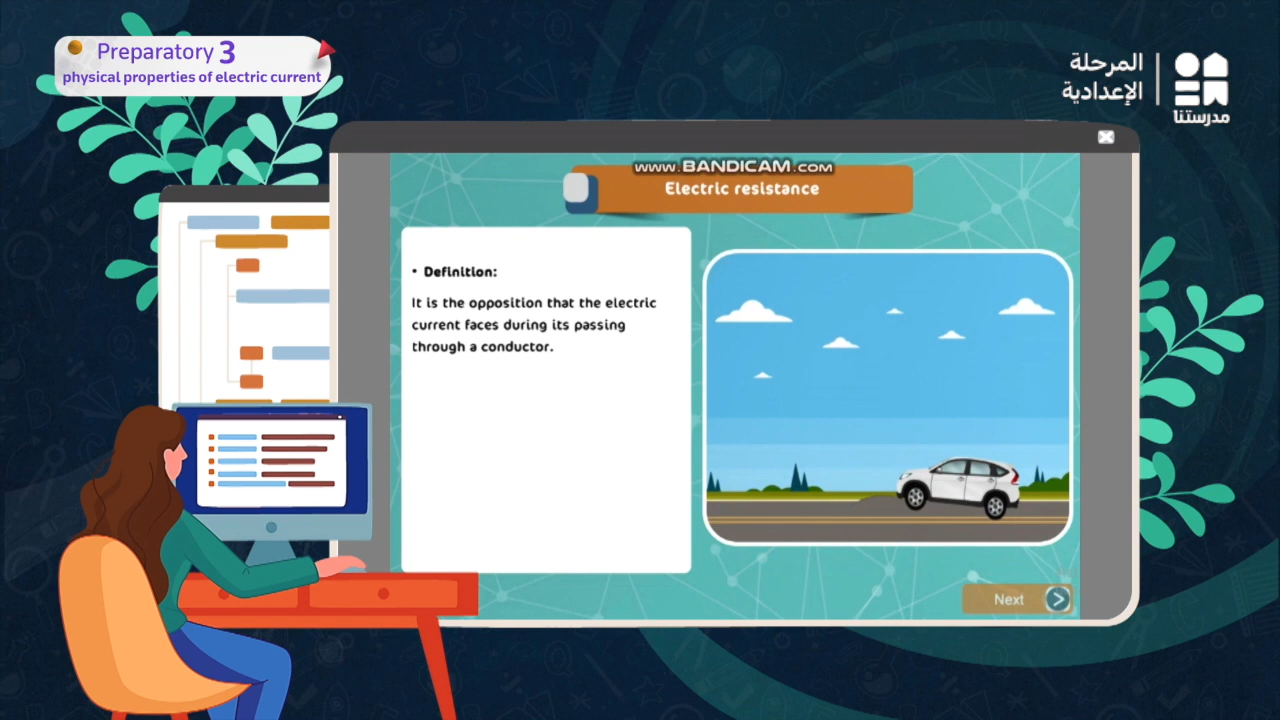 Preparatory 3
physical properties of electric current
المرحلة
الإعدادية
مدرستنا
www.BANDICAM.com
Electric resistance
• Definition:
It is the opposition that the electric
current faces during its passing
through a conductor.
Next